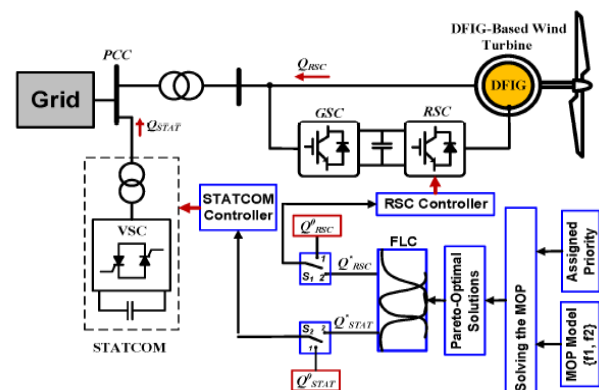 DFIG-Based Wind
Turbine
PCC
Q_RSC
Grid
DFIG
Q_STAT
GSC
RSC
STATCOM
Controller
RSC Controller
VSC
Q^0_RSC
FLC
S1 1 2
Q^*_RSC
S2 2 1
Q^*_STAT
Q^0_STAT
Pareto-Optimal
Solutions
Solving the MOP
Assigned
Priority
MOP Model
{f1, f2}
STATCOM